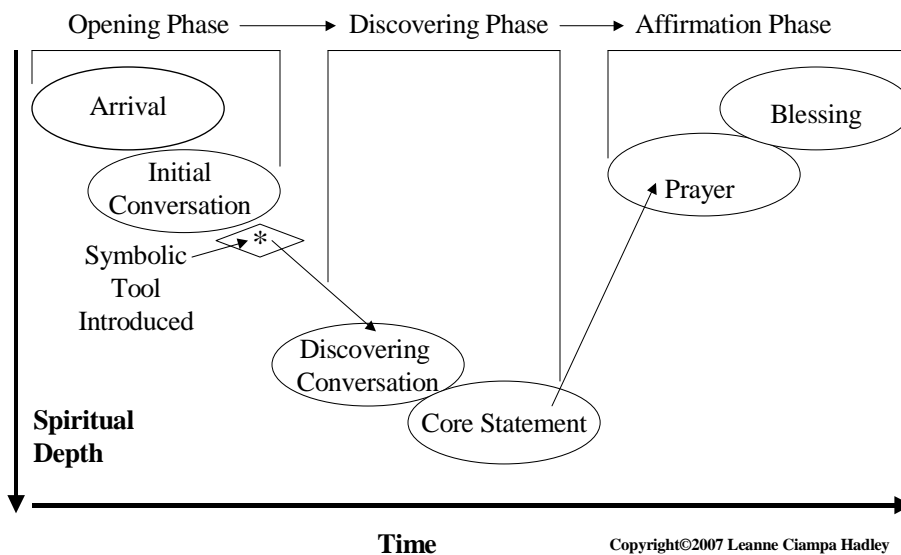 Opening Phase
Discovering Phase
Affirmation Phase
Arrival
Initial
Conversation
*
Symbolic
Tool
Introduced
Discovering
Conversation
Core Statement
Prayer
Blessing
Spiritual
Depth
Time
Copyright©2007 Leanne Ciampa Hadley